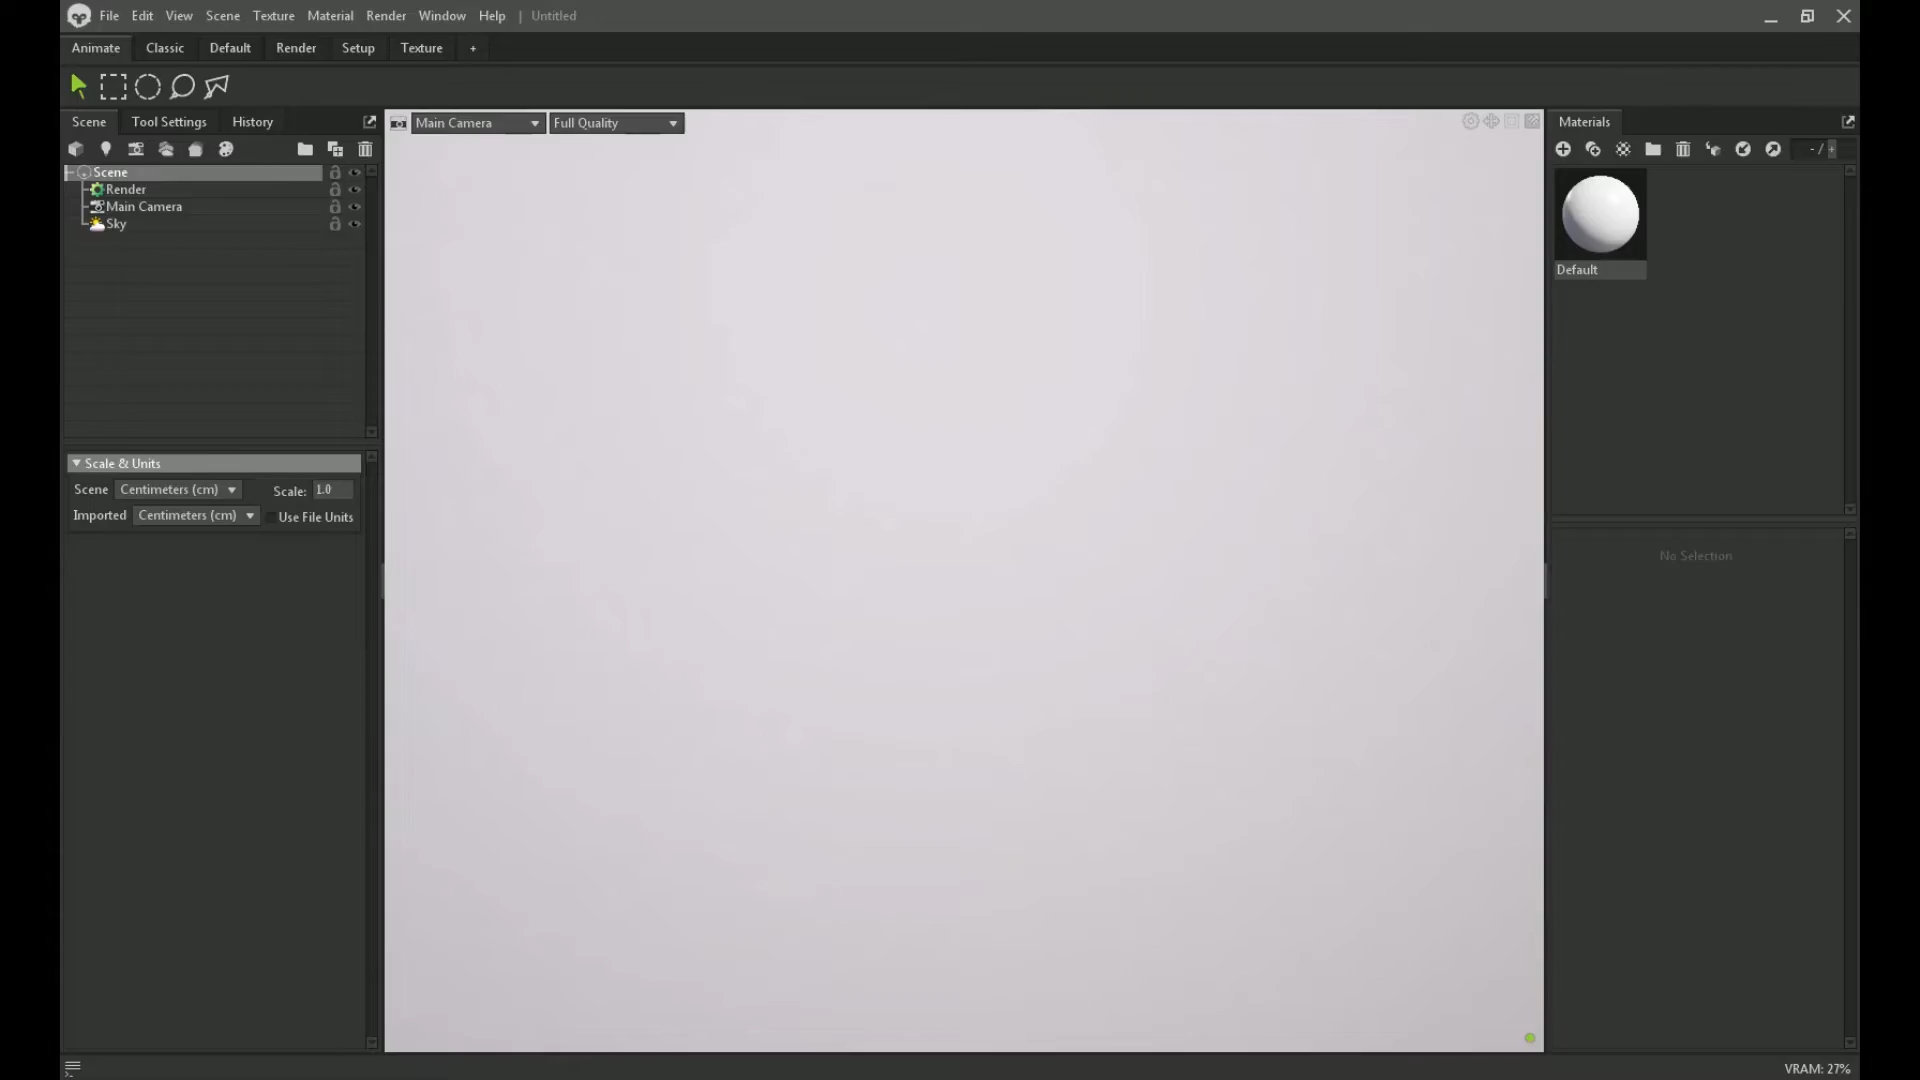 File Edit View Scene Texture Material Render Window Help | Untitled
Animate Classic Default Render Setup Texture +
Scene Tool Settings History
Main Camera Full Quality
Materials
- /
Scene
Render
Main Camera
Sky
Default
Scale & Units
Scene Centimeters (cm) Scale: 1.0
Imported Centimeters (cm) Use File Units
No Selection
VRAM: 27%